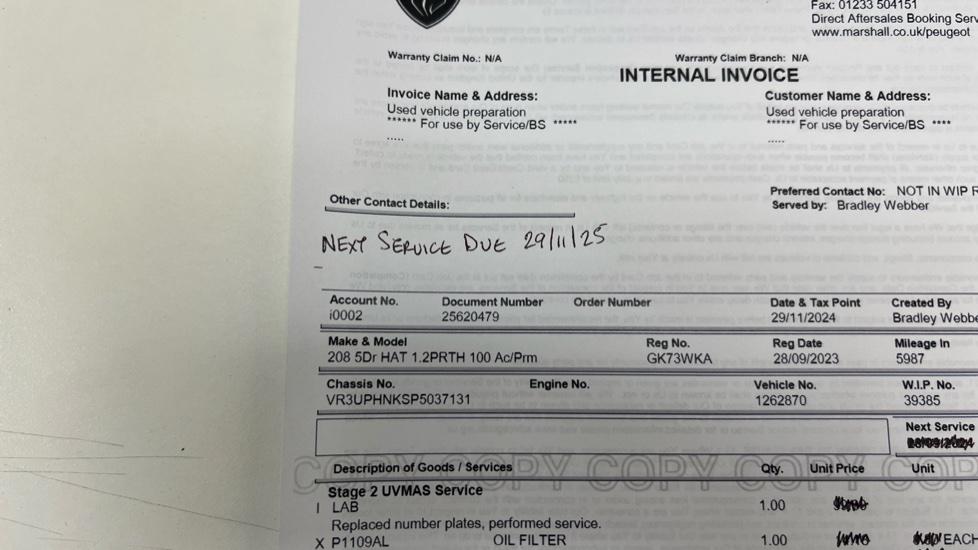 Fax: 01233 504151
Direct Aftersales Booking
www.marshall.co.uk/peugeot
Warranty Claim No.: N/A
Warranty Claim Branch: N/A
INTERNAL INVOICE
Invoice Name & Address:
Customer Name & Address:
Used vehicle preparation
Used vehicle preparation
****** For use by Service/BS *****
****** For use by Service/BS ****
.....
.....
Preferred Contact No: NOT IN WIP
Other Contact Details:
Served by: Bradley Webber
NEXT SERVICE DUE 29/11/25
Account No. Document Number Order Number Date & Tax Point Created By
i0002 25620479 29/11/2024 Bradley
Make & Model Reg No. Reg Date Mileage In
208 5Dr HAT 1.2PRTH 100 Ac/Prm GK73WKA 28/09/2023 5987
Chassis No. Engine No. Vehicle No. W.I.P. No.
VR3UPHNKSP5037131 1262870 39385
Next Service
COPY COPY COPY COPY COPY COPY
Description of Goods / Services Qty. Unit Price Unit
Stage 2 UVMAS Service
I LAB 1.00
Replaced number plates, performed service.
X P1109AL OIL FILTER 1.00